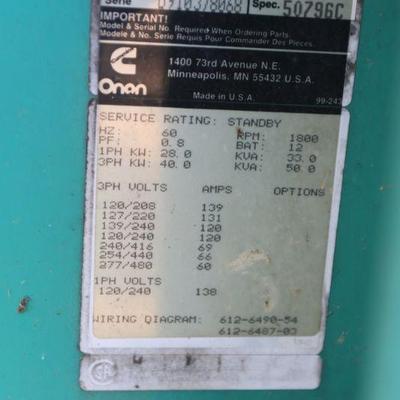 Serie Spec. 50796C
IMPORTANT!
Model & Serial No. Required When Ordering Parts.
Modele & No. Serie Requis Pour Commander Des Pieces.
Onan
1400 73rd Avenue N.E.
Minneapolis, MN 55432 U.S.A.
Made in U.S.A.
99-243
SERVICE RATING: STANDBY
HZ: 60 RPM: 1800
PF: 0.8 BAT: 12
1PH KW: 28.0 KVA: 33.0
3PH KW: 40.0 KVA: 50.0
3PH VOLTS AMPS OPTIONS
120/208 139
127/220 131
139/240 120
120/240 120
240/416 69
254/440 66
277/480 60
1PH VOLTS
120/240 138
WIRING DIAGRAM: 612-6490-54
612-6487-03